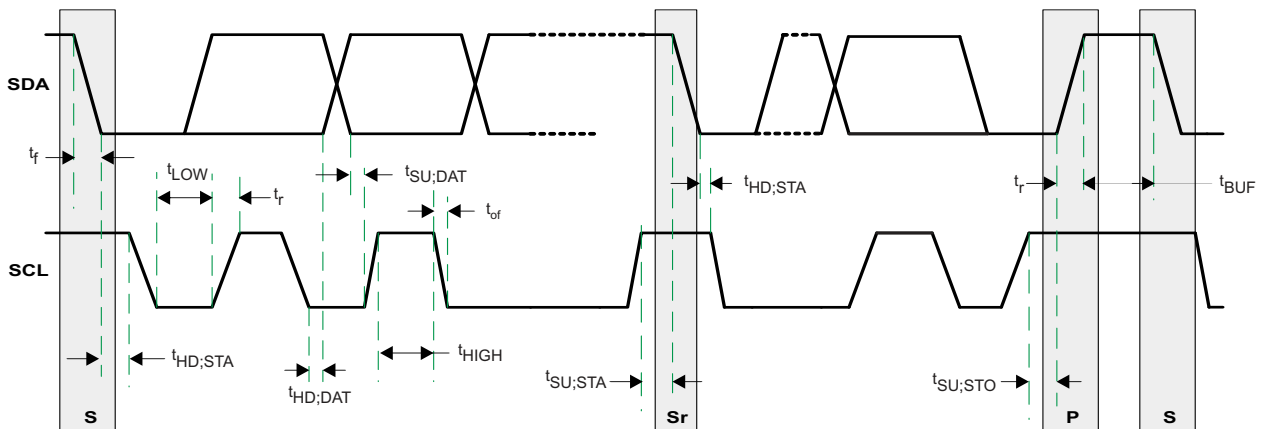 SDA
t_f
t_LOW
t_r
t_SU;DAT
t_of
t_HD;STA
t_r
t_BUF
SCL
t_HD;STA
t_HD;DAT
t_HIGH
t_SU;STA
t_SU;STO
S
Sr
P
S